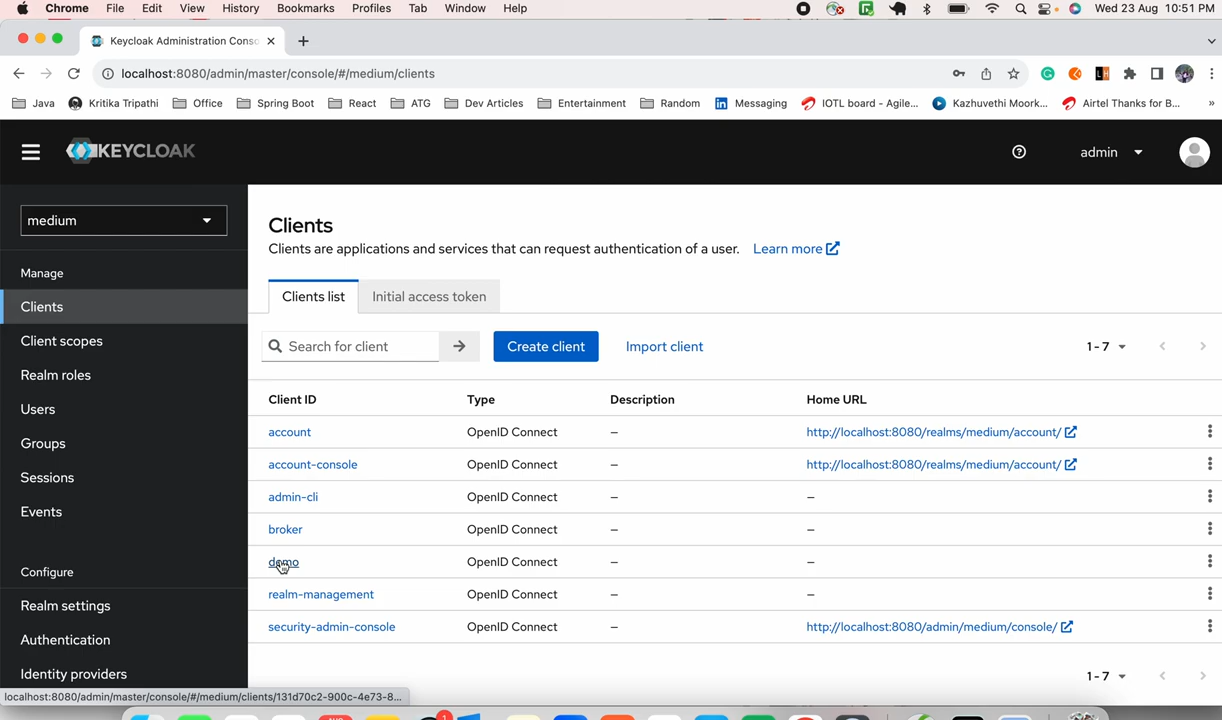 Chrome File Edit View History Bookmarks Profiles Tab Window Help Wed 23 Aug 10:51 PM
Keycloak Administration Conso
localhost:8080/admin/master/console/#/medium/clients
Java Kritika Tripathi Office Spring Boot React ATG Dev Articles Entertainment Random Messaging IOTL board - Agile... Kazhuvethi Moork... Airtel Thanks for B... »
KEYCLOAK admin
medium
Manage
Clients
Client scopes
Realm roles
Users
Groups
Sessions
Events
Configure
Realm settings
Authentication
Identity providers
Clients
Clients are applications and services that can request authentication of a user. Learn more
Clients list Initial access token
Search for client Create client Import client 1 - 7
Client ID Type Description Home URL
account OpenID Connect – http://localhost:8080/realms/medium/account/
account-console OpenID Connect – http://localhost:8080/realms/medium/account/
admin-cli OpenID Connect – –
broker OpenID Connect – –
demo OpenID Connect – –
realm-management OpenID Connect – –
security-admin-console OpenID Connect – http://localhost:8080/admin/medium/console/
1 - 7
localhost:8080/admin/master/console/#/medium/clients/131d70c2-900c-4e73-8...